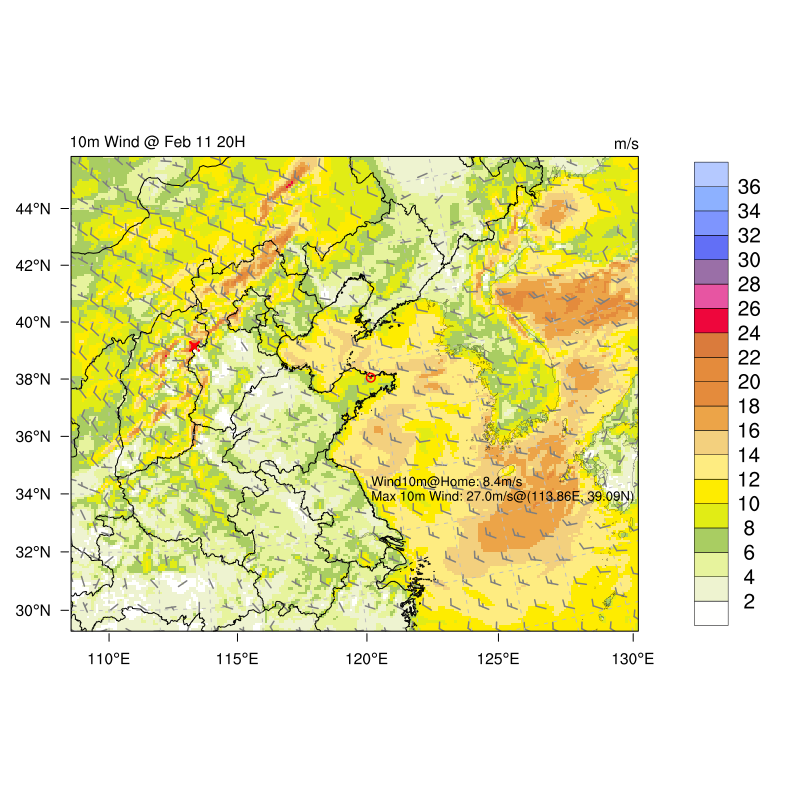 10m Wind @ Feb 11 20H
m/s
44°N
42°N
40°N
38°N
36°N
34°N
32°N
30°N
110°E
115°E
120°E
125°E
130°E
Wind10m@Home: 8.4m/s
Max 10m Wind: 27.0m/s@(113.86E, 39.09N)
36
34
32
30
28
26
24
22
20
18
16
14
12
10
8
6
4
2